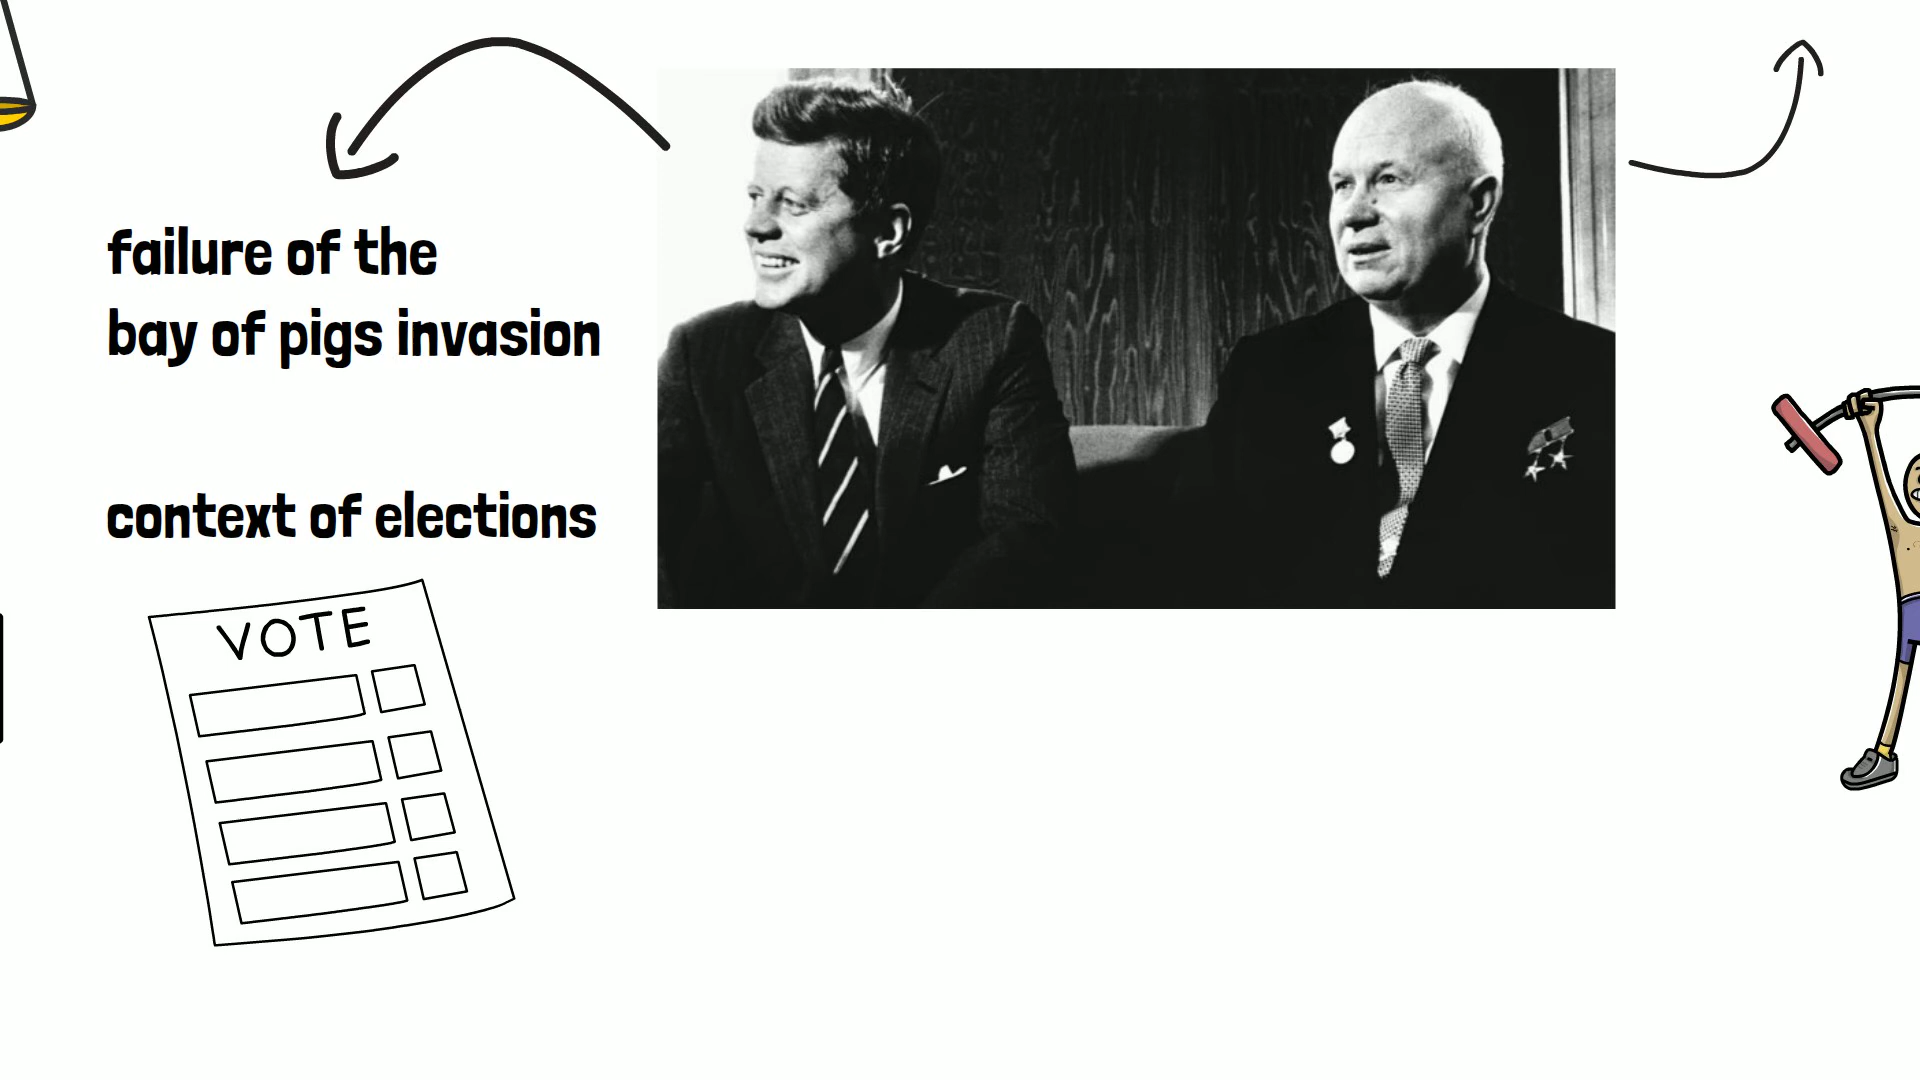 failure of the
bay of pigs invasion
context of elections
VOTE